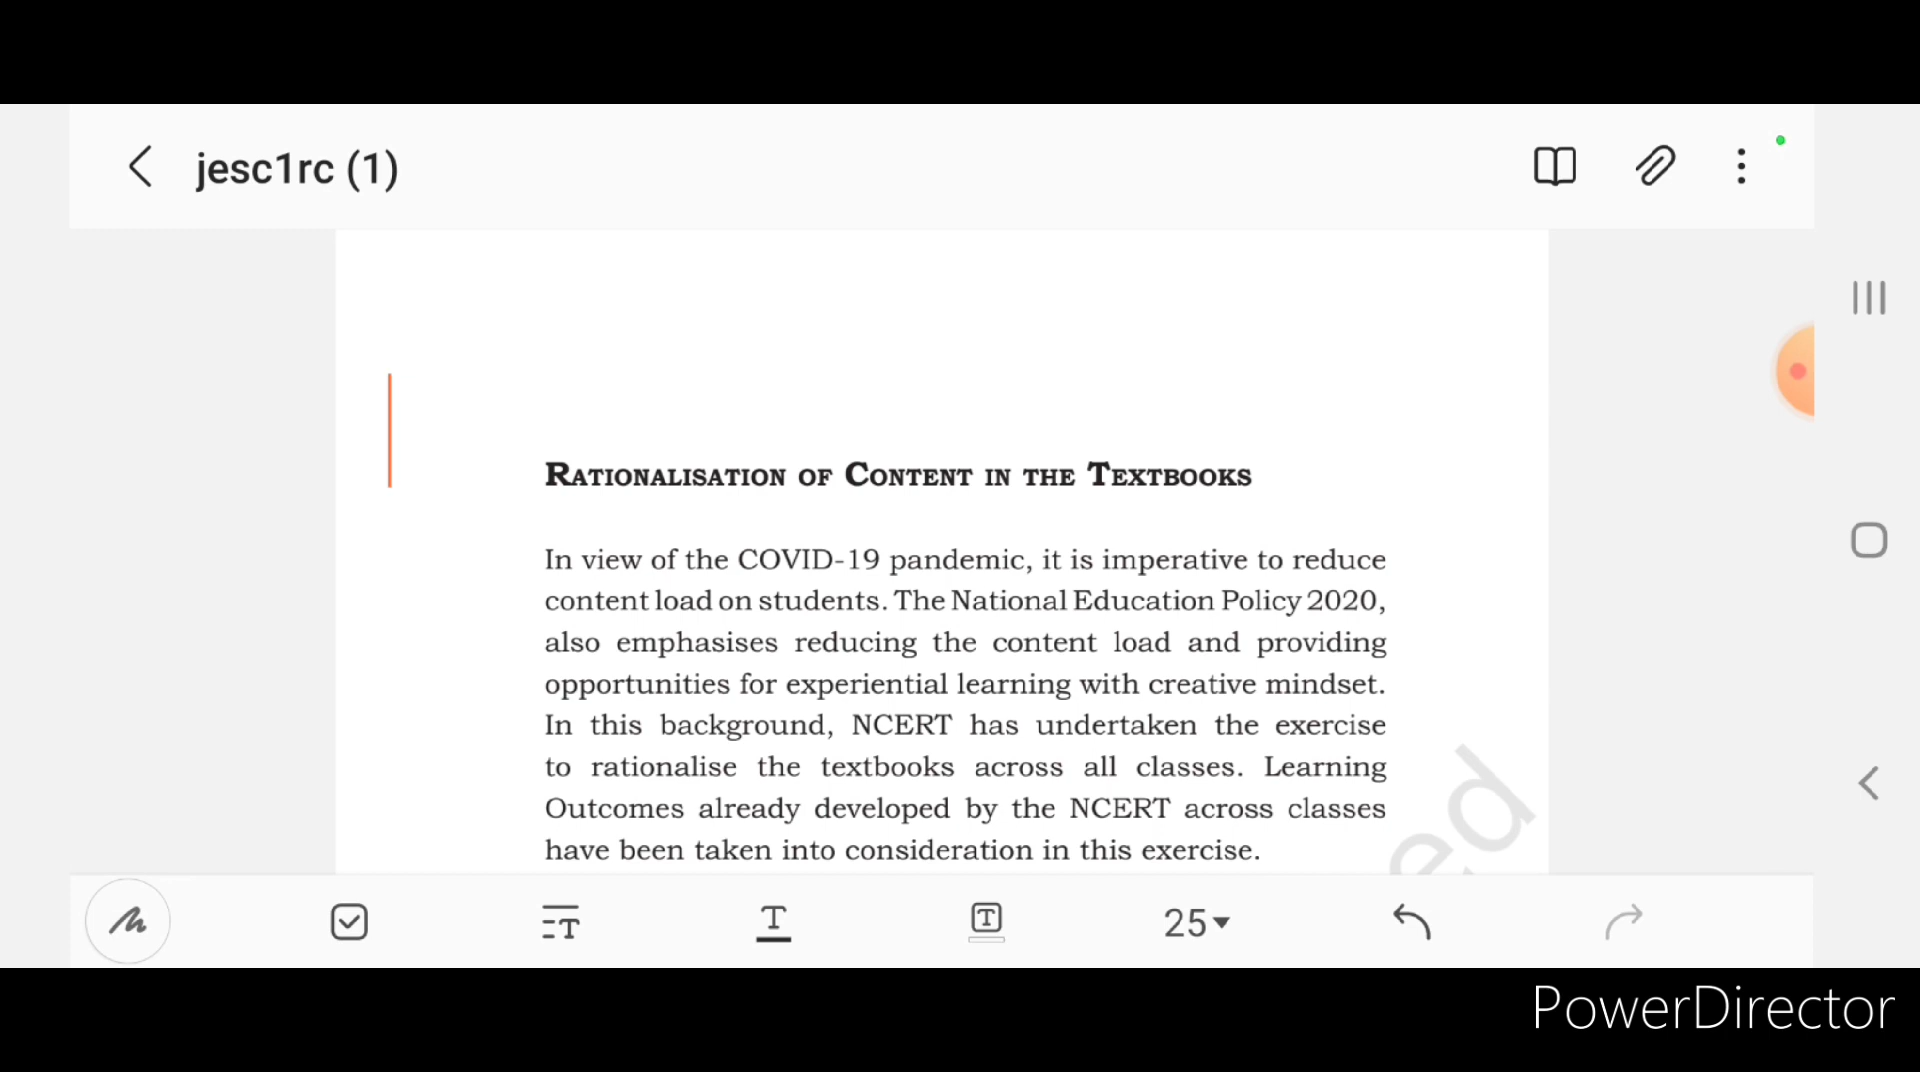 jesc1rc (1)
RATIONALISATION OF CONTENT IN THE TEXTBOOKS
In view of the COVID-19 pandemic, it is imperative to reduce
content load on students. The National Education Policy 2020,
also emphasises reducing the content load and providing
opportunities for experiential learning with creative mindset.
In this background, NCERT has undertaken the exercise
to rationalise the textbooks across all classes. Learning
Outcomes already developed by the NCERT across classes
have been taken into consideration in this exercise.
ed
25
PowerDirector